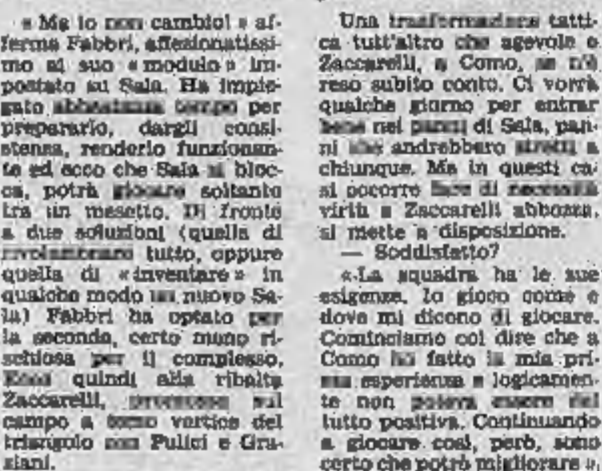 « Ma io non cambio! » af-
ferma Fabbri, affezionatissi-
mo al suo « modulo » im-
postato su Sala. Ha impie-
gato abbastanza tempo per
prepararlo, dargli consi-
stenza, renderlo funzionan-
te ed ecco che Sala si bloc-
ca, potrà giocare soltanto
tra un mesetto. Di fronte
a due soluzioni (quella di
rivoluzionare tutto, oppure
quella di « inventare » in
qualche modo un nuovo Sa-
la) Fabbri ha optato per
la seconda, certo meno ri-
schiosa per il complesso.
Ecco quindi alla ribalta
Zaccarelli, sul
campo a vertice del
triangolo con Pulici e Gra-
ziani.
Una trasformazione tatti-
ca tutt'altro che agevole e
Zaccarelli, a Como, se n'è
reso subito conto. Ci vorrà
qualche giorno per entrar
bene nei panni di Sala, pan-
ni che andrebbero stretti a
chiunque. Ma in questi ca-
si occorre fare di necessità
virtù e Zaccarelli abbozza,
si mette a disposizione.
— Soddisfatto?
«La squadra ha le sue
esigenze. Io gioco come e
dove mi dicono di giocare.
Cominciamo col dire che a
Como ho fatto la mia pri-
ma esperienza e logicamen-
te non poteva essere del
tutto positiva. Continuando
a giocare così, però, sono
certo che potrò migliorare ».